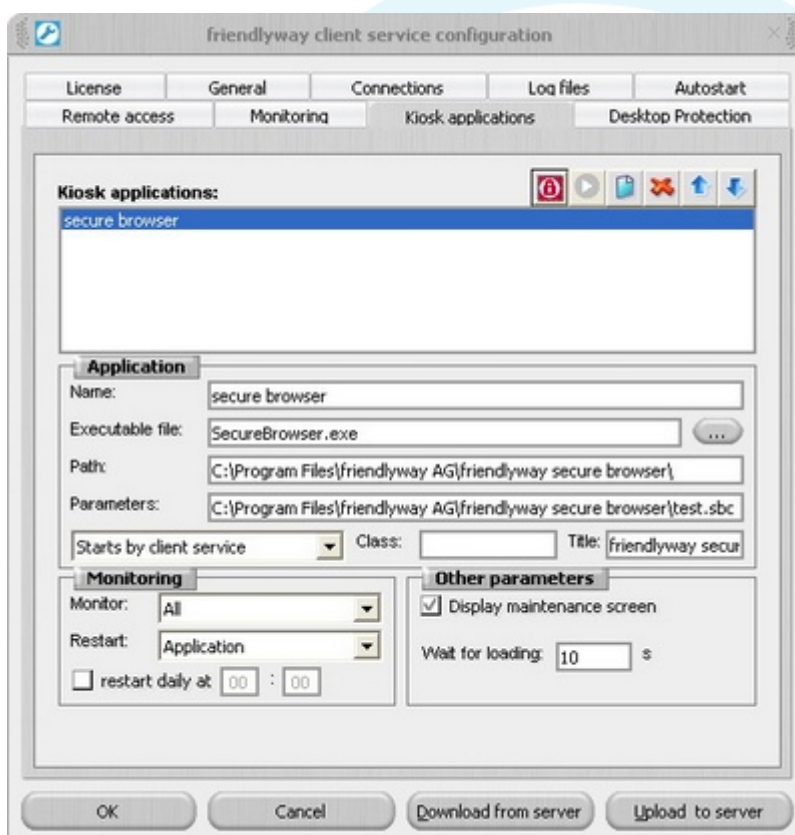 friendlyway client service configuration
License General Connections Log files Autostart
Remote access Monitoring Kiosk applications Desktop Protection
Kiosk applications:
secure browser
Application
Name: secure browser
Executable file: SecureBrowser.exe ...
Path: C:\Program Files\friendlyway AG\friendlyway secure browser\
Parameters: C:\Program Files\friendlyway AG\friendlyway secure browser\test.sbc
Starts by client service Class: Title: friendlyway secur
Monitoring Other parameters
Monitor: All Display maintenance screen
Restart: Application Wait for loading: 10 s
restart daily at 00 : 00
OK Cancel Download from server Upload to server